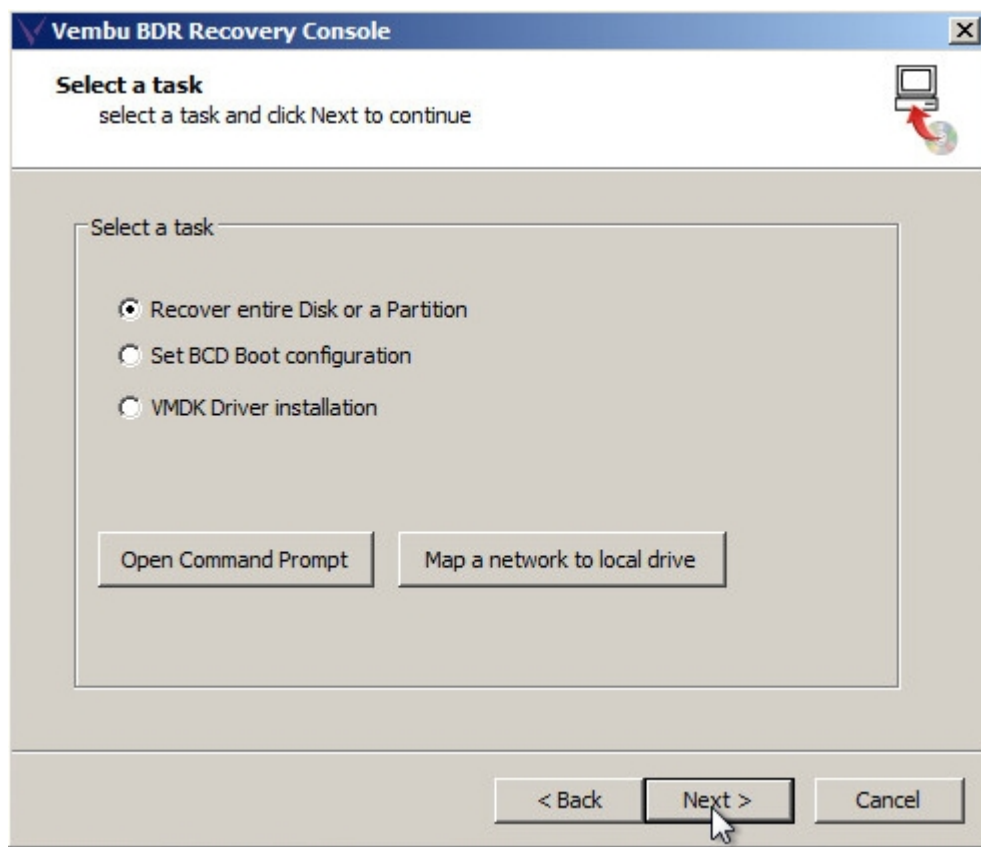 Vembu BDR Recovery Console
Select a task
select a task and click Next to continue
Select a task
Recover entire Disk or a Partition
Set BCD Boot configuration
VMDK Driver installation
Open Command Prompt
Map a network to local drive
< Back
Next >
Cancel